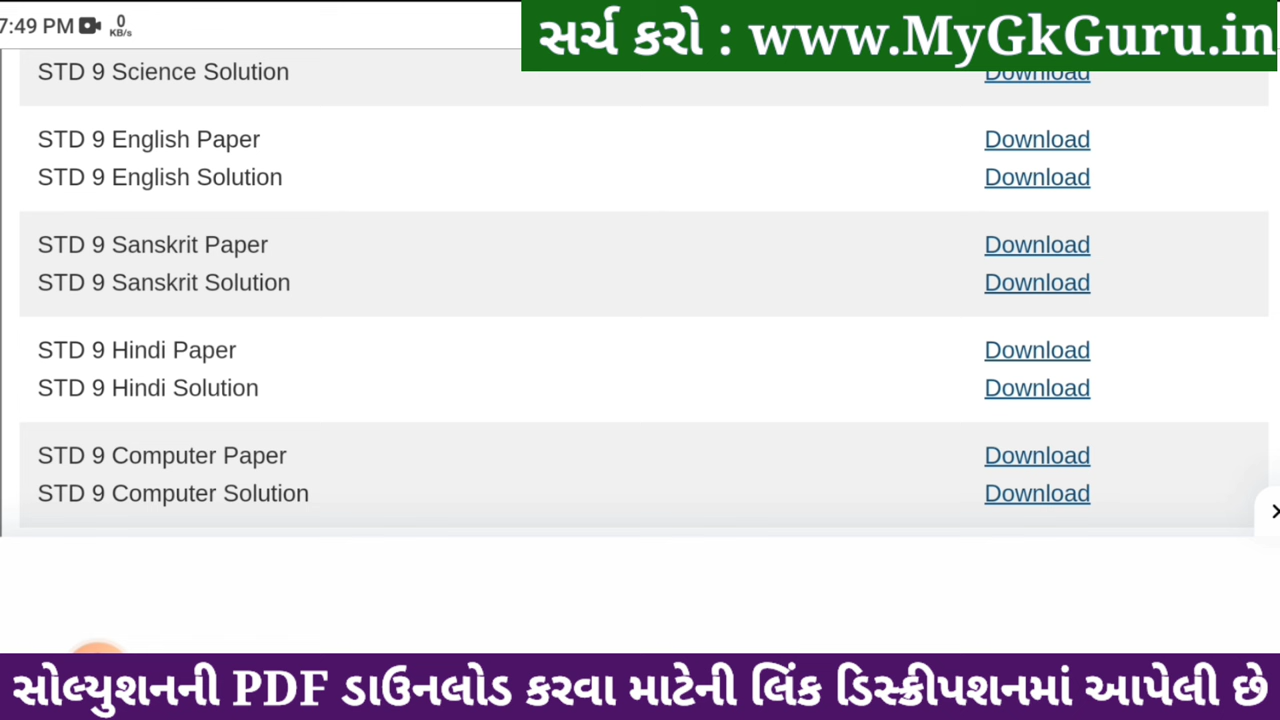 7:49 PM 0 KB/s
સર્ચ કરો : www.MyGkGuru.in
STD 9 Science Solution Download
STD 9 English Paper Download
STD 9 English Solution Download
STD 9 Sanskrit Paper Download
STD 9 Sanskrit Solution Download
STD 9 Hindi Paper Download
STD 9 Hindi Solution Download
STD 9 Computer Paper Download
STD 9 Computer Solution Download
સોલ્યુશનની PDF ડાઉનલોડ કરવા માટેની લિંક ડિસ્ક્રીપશનમાં આપેલી છે